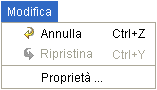 Modifica
Annulla Ctrl+Z
Ripristina Ctrl+Y
Proprietà ...